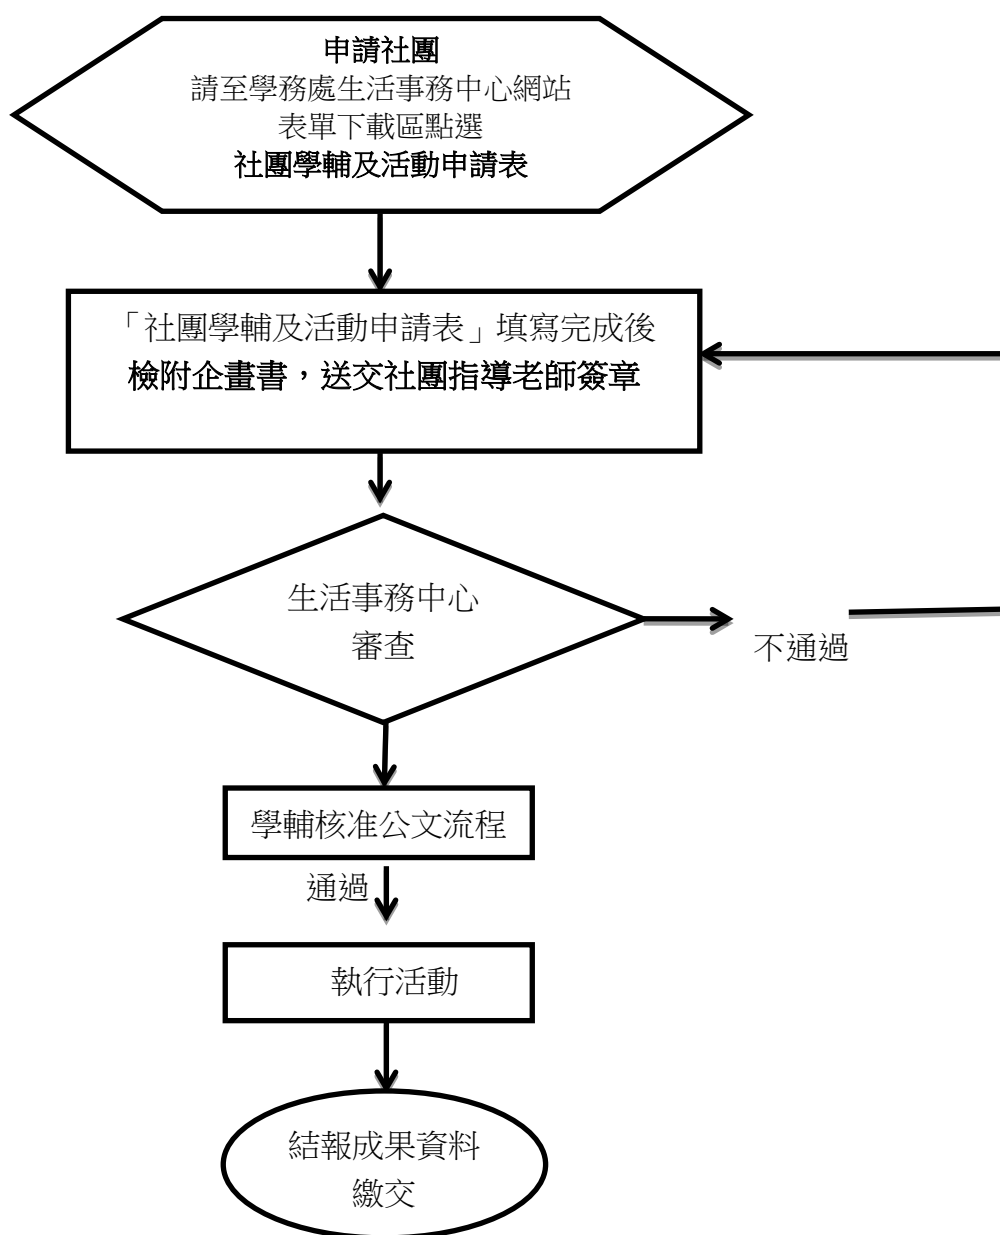 申請社團
請至學務處生活事務中心網站
表單下載區點選
社團學輔及活動申請表
「社團學輔及活動申請表」填寫完成後
檢附企畫書，送交社團指導老師簽章
生活事務中心
審查
不通過
學輔核准公文流程
通過
執行活動
結報成果資料
繳交